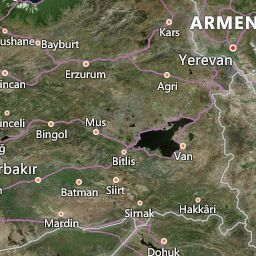 ARMEN
Kars
ushane
Bayburt
Yerevan
Erzurum
incan
Agri
nceli
Bingol
Mus
ğ
Bitlis
Van
arbakır
Batman
Siirt
Sirnak
Hakkâri
Mardin
Dohuk